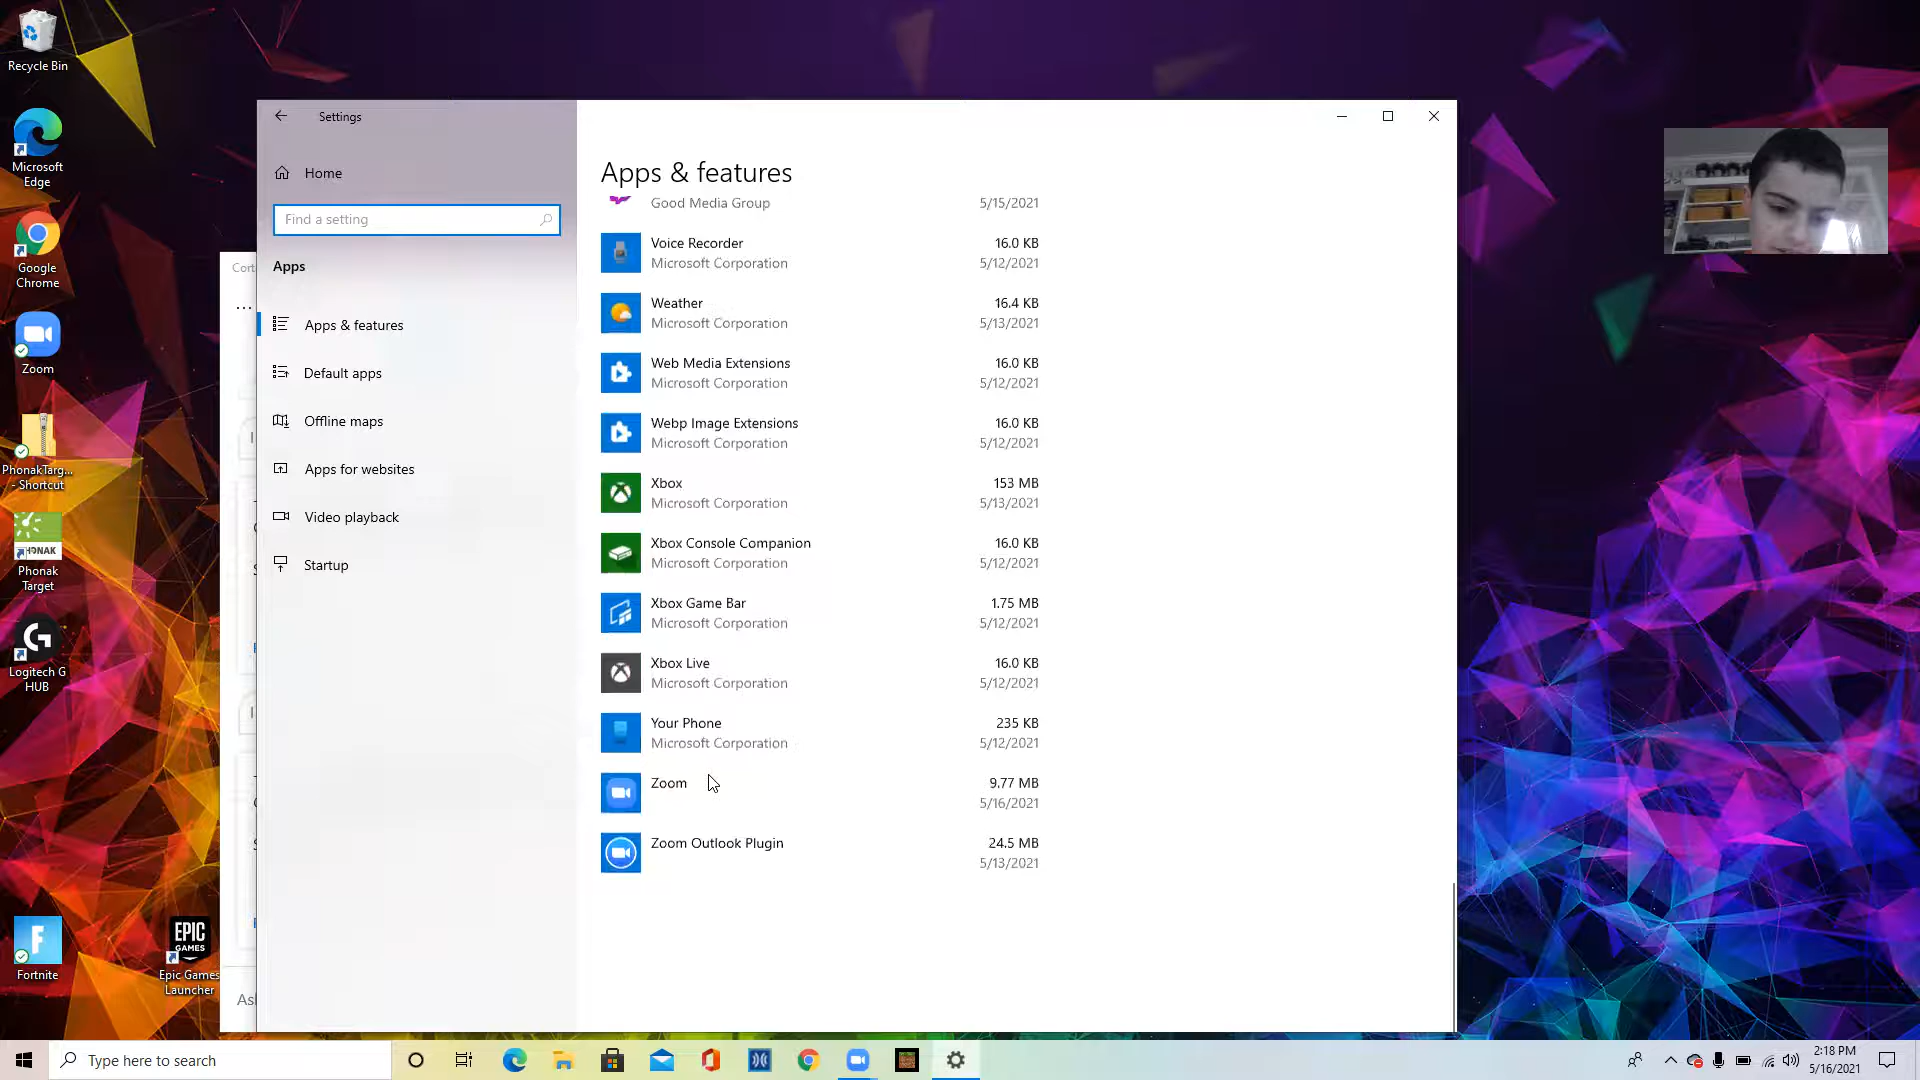 Recycle Bin
Microsoft
Edge
Google
Chrome
Zoom
PhonakTarg...
- Shortcut
PHONAK
Phonak
Target
Logitech G
HUB
Fortnite
EPIC
GAMES
Epic Games
Launcher
Cort
...
Settings
Home
Find a setting
Apps
Apps & features
Default apps
Offline maps
Apps for websites
Video playback
Startup
Apps & features
Good Media Group 5/15/2021
Voice Recorder 16.0 KB
Microsoft Corporation 5/12/2021
Weather 16.4 KB
Microsoft Corporation 5/13/2021
Web Media Extensions 16.0 KB
Microsoft Corporation 5/12/2021
Webp Image Extensions 16.0 KB
Microsoft Corporation 5/12/2021
Xbox 153 MB
Microsoft Corporation 5/13/2021
Xbox Console Companion 16.0 KB
Microsoft Corporation 5/12/2021
Xbox Game Bar 1.75 MB
Microsoft Corporation 5/12/2021
Xbox Live 16.0 KB
Microsoft Corporation 5/12/2021
Your Phone 235 KB
Microsoft Corporation 5/12/2021
Zoom 9.77 MB
5/16/2021
Zoom Outlook Plugin 24.5 MB
5/13/2021
Type here to search
2:18 PM
5/16/2021